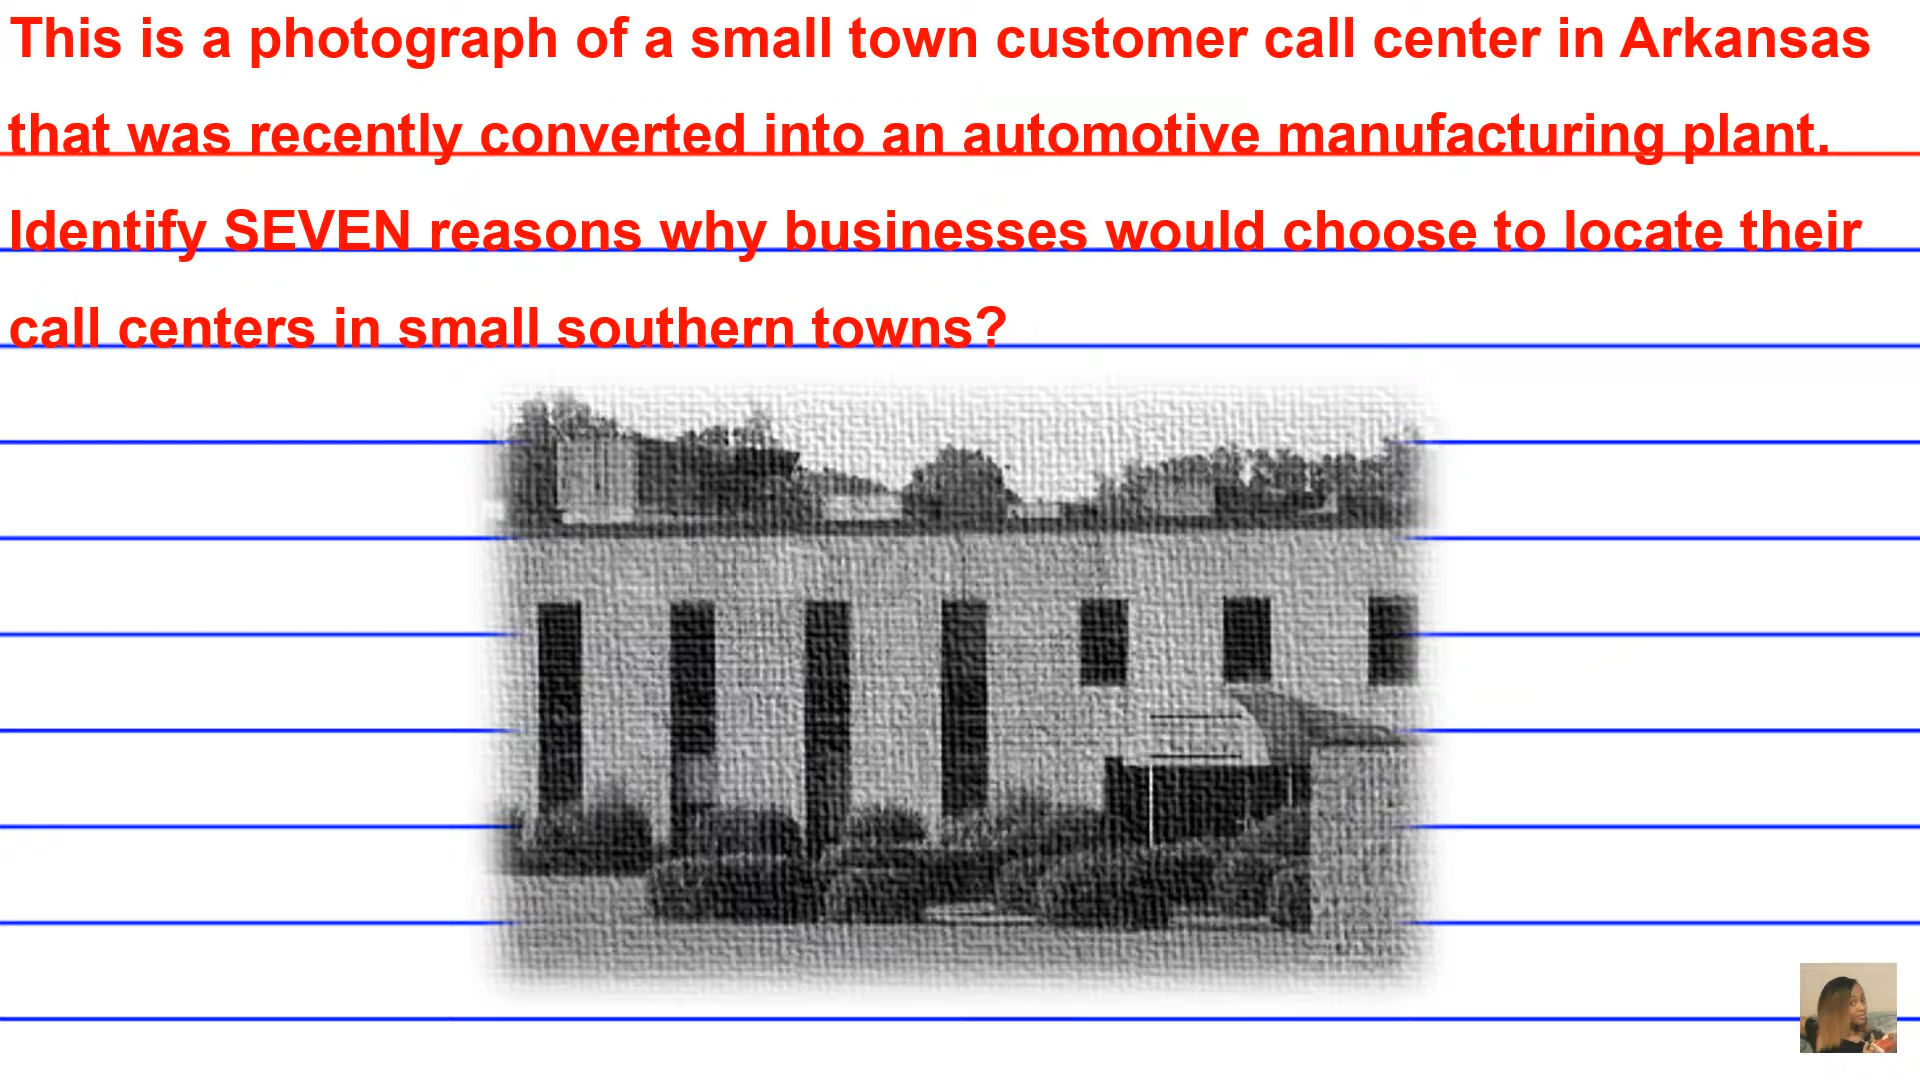 This is a photograph of a small town customer call center in Arkansas
that was recently converted into an automotive manufacturing plant.
Identify SEVEN reasons why businesses would choose to locate their
call centers in small southern towns?